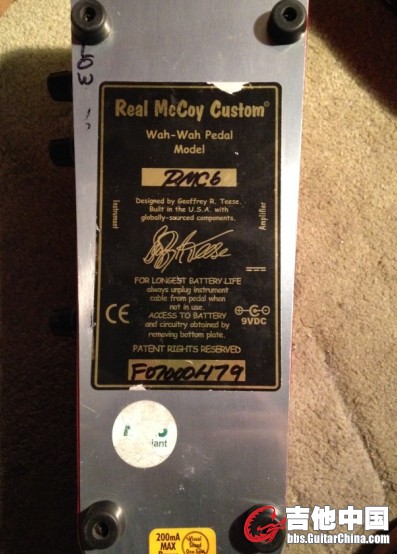 Real McCoy Custom®
Wah-Wah Pedal
Model
RMC6
Designed by Geoffrey R. Teese.
Built in the U.S.A. with
globally-sourced components.
Instrument
Amplifier
FOR LONGEST BATTERY LIFE
always unplug instrument
cable from pedal when
not in use.
ACCESS TO BATTERY
and circuitry obtained by
removing bottom plate.
CE
9VDC
PATENT RIGHTS RESERVED
200mA
MAX
吉他中国
bbs.GuitarChina.com